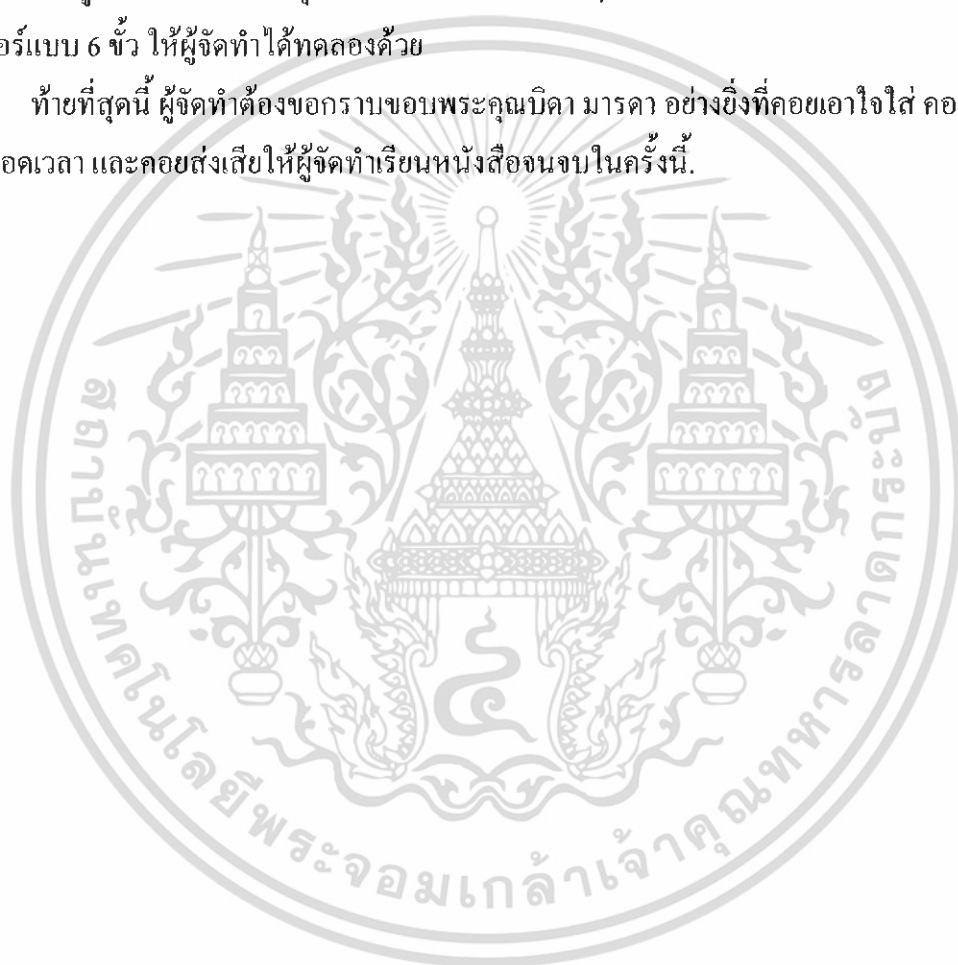 อร์แบบ 6 ขั้ว ให้ผู้จัดทำได้ทดลองด้วย
ท้ายที่สุดนี้ ผู้จัดทำต้องขอกราบขอบพระคุณบิดา มารดา อย่างยิ่งที่คอยเอาใจใส่ คอ
อดเวลา และคอยส่งเสียให้ผู้จัดทำเรียนหนังสือจนจบในครั้งนี้.
สถาบันเทคโนโลยีพระจอมเกล้าเจ้าคุณทหารลาดกระบัง